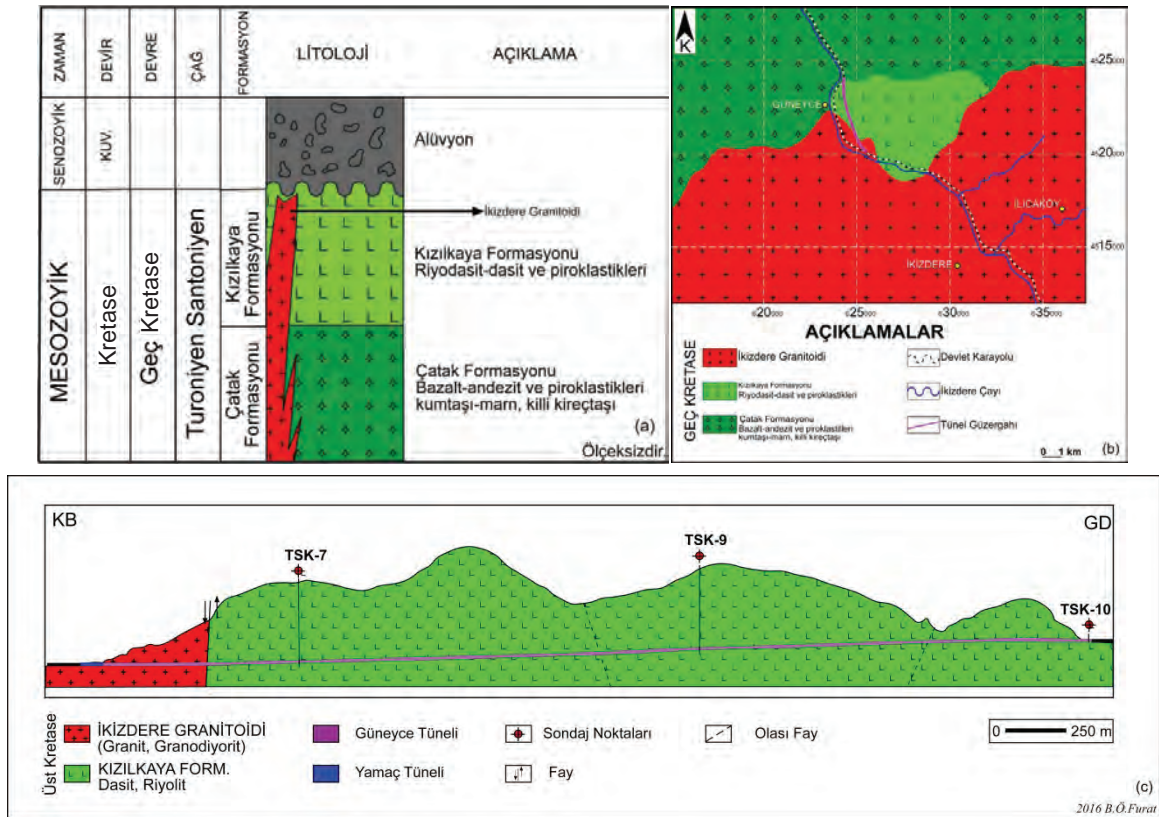 ZAMAN
DEVİR
DEVRE
ÇAĞ
FORMASYON
LİTOLOJİ
AÇIKLAMA
SENOZOYİK
KUV.
Alüvyon
MESOZOYİK
Kretase
Geç Kretase
Turoniyen Santoniyen
Kızılkaya
Formasyonu
İkizdere Granitoidi
Kızılkaya Formasyonu
Riyodasit-dasit ve piroklastikleri
Çatak
Formasyonu
Çatak Formasyonu
Bazalt-andezit ve piroklastikleri
kumtaşı-marn, killi kireçtaşı
(a)
Ölçeksizdir.
K
GÜNEYCE
ILICAKÖY
İKİZDERE
4525000
4520000
4515000
620000
625000
630000
635000
AÇIKLAMALAR
GEÇ KRETASE
İkizdere Granitoidi
Kızılkaya Formasyonu
Riyodasit-dasit ve piroklastikleri
Çatak Formasyonu
Bazalt-andezit ve piroklastilleri
kumtaşı-marn, killi kireçtaşı
Devlet Karayolu
İkizdere Çayı
Tünel Güzergahı
0 1 km
(b)
KB
GD
TSK-7
TSK-9
TSK-10
Üst Kretase
İKİZDERE GRANİTOİDİ
(Granit, Granodiyorit)
KIZILKAYA FORM.
Dasit, Riyolit
Güneyce Tüneli
Yamaç Tüneli
Sondaj Noktaları
Fay
Olası Fay
0 250 m
(c)
2016 B.Ö.Furat